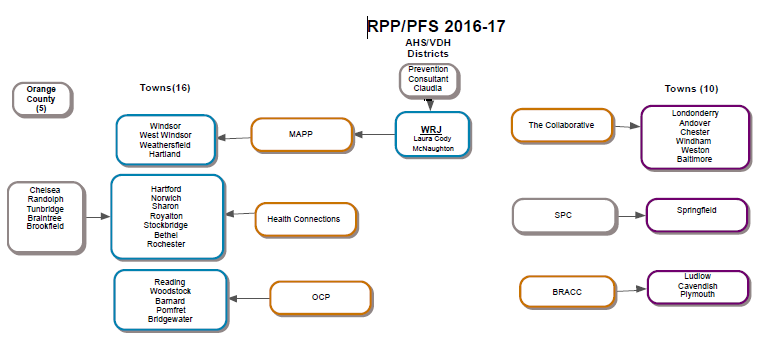 RPP/PFS 2016-17
AHS/VDH
Districts
Prevention
Consultant
Claudia
Orange
County
(5)
Towns(16)
Towns (10)
Windsor
West Windsor
Weathersfield
Hartland
MAPP
WRJ
Laura Cody
McNaughton
The Collaborative
Londonderry
Andover
Chester
Windham
Weston
Baltimore
Chelsea
Randolph
Tunbridge
Braintree
Brookfield
Hartford
Norwich
Sharon
Royalton
Stockbridge
Bethel
Rochester
Health Connections
SPC
Springfield
Reading
Woodstock
Barnard
Pomfret
Bridgewater
OCP
BRACC
Ludlow
Cavendish
Plymouth